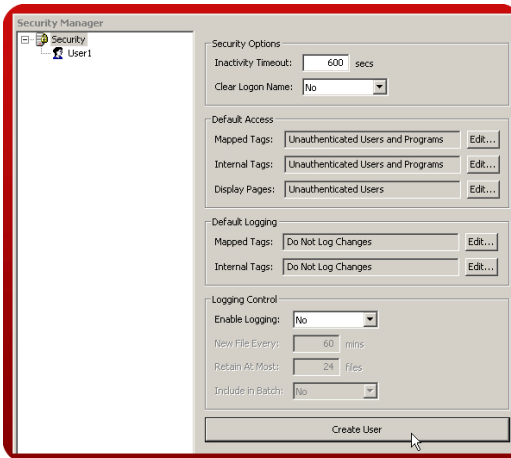 Security Manager
Security
User1
Security Options
Inactivity Timeout: 600 secs
Clear Logon Name: No
Default Access
Mapped Tags: Unauthenticated Users and Programs Edit...
Internal Tags: Unauthenticated Users and Programs Edit...
Display Pages: Unauthenticated Users Edit...
Default Logging
Mapped Tags: Do Not Log Changes Edit...
Internal Tags: Do Not Log Changes Edit...
Logging Control
Enable Logging: No
New File Every: 60 mins
Retain At Most: 24 files
Include in Batch: No
Create User